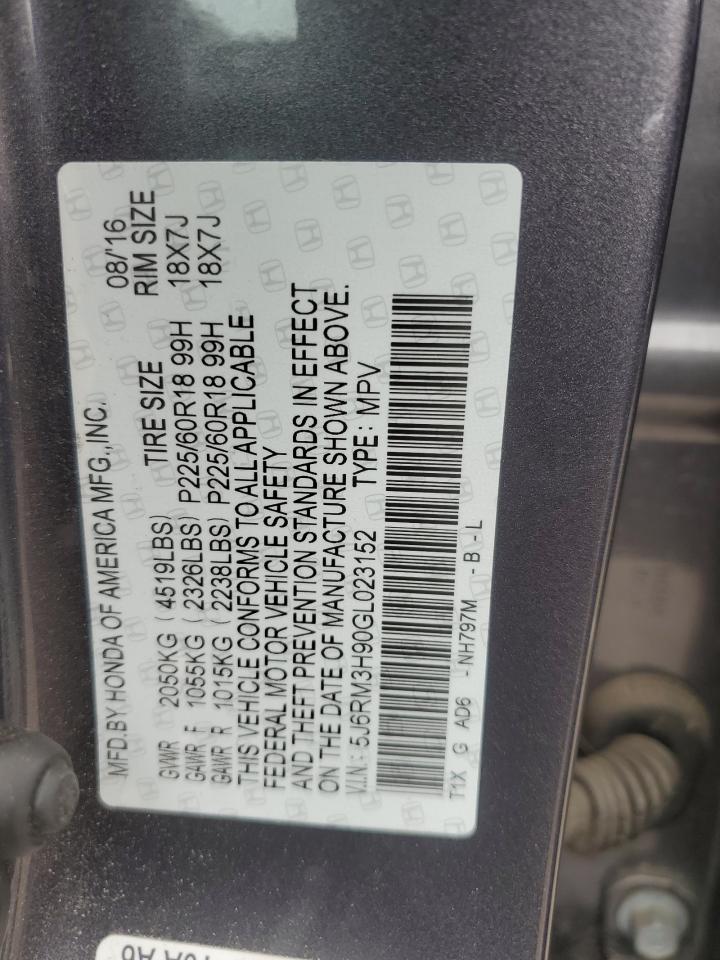 MFD.BY HONDA OF AMERICA MFG.,INC. 08/'16
TIRE SIZE RIM SIZE
GVWR 2050KG (4519LBS)
GAWR F 1055KG (2326LBS) P225/60R18 99H 18X7J
GAWR R 1015KG (2238LBS) P225/60R18 99H 18X7J
THIS VEHICLE CONFORMS TO ALL APPLICABLE
FEDERAL MOTOR VEHICLE SAFETY
AND THEFT PREVENTION STANDARDS IN EFFECT
ON THE DATE OF MANUFACTURE SHOWN ABOVE.
V.I.N.: 5J6RM3H90GL023152 TYPE: MPV
T1X G AD6 -NH797M -B-L